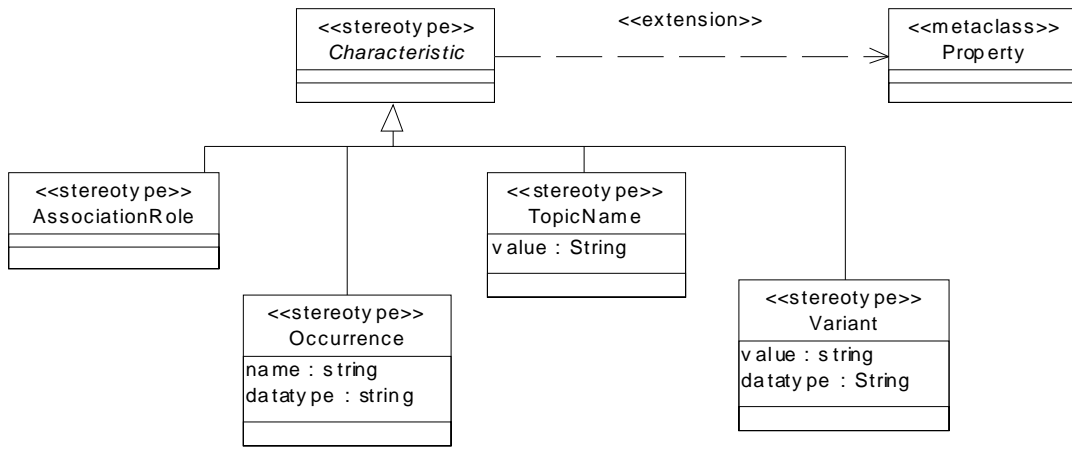 <<stereotype>>
Characteristic
<<extension>>
<<metaclass>>
Property
<<stereotype>>
AssociationRole
<<stereotype>>
TopicName
value : String
<<stereotype>>
Occurrence
name : string
datatype : string
<<stereotype>>
Variant
value : string
datatype : String